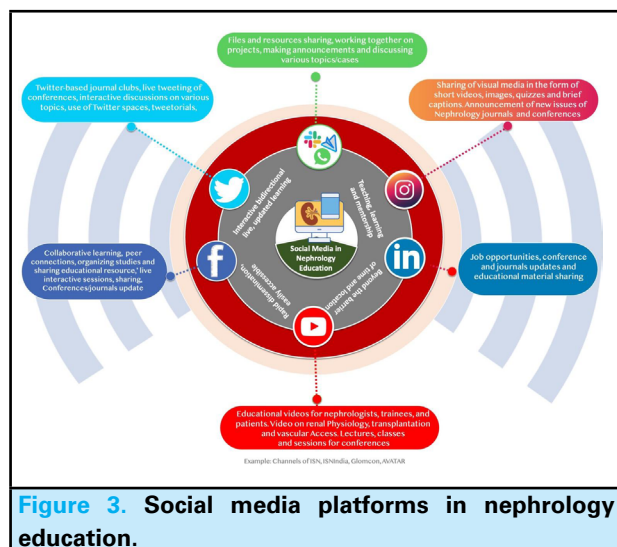 Files and resources sharing, working together on
projects, making announcements and discussing
various topics/cases
Twitter-based journal clubs, live tweeting of
conferences, interactive discussions on various
topics, use of Twitter spaces, tweetorials.
Sharing of visual media in the form of
short videos, images, quizzes and brief
captions. Announcement of new issues of
Nephrology journals and conferences
Interactive bidirectional
live, updated learning
Teaching, learning
and mentorship
Social Media in
Nephrology
Education
Collaborative learning, peer
connections, organizing studies and
sharing educational resource,' live
interactive sessions, sharing,
Conferences/journals update
f
in
Job opportunities, conference
and journals updates and
educational material sharing
Rapid dissemination,
easily accessible
Beyond the barrier
of time and location
Educational videos for nephrologists, trainees, and
patients. Video on renal Physiology, transplantation
and vascular Access. Lectures, classes
and sessions for conferences
Example: Channels of ISN, ISNIndia, Glomcon, AVATAR
Figure 3. Social media platforms in nephrology
education.